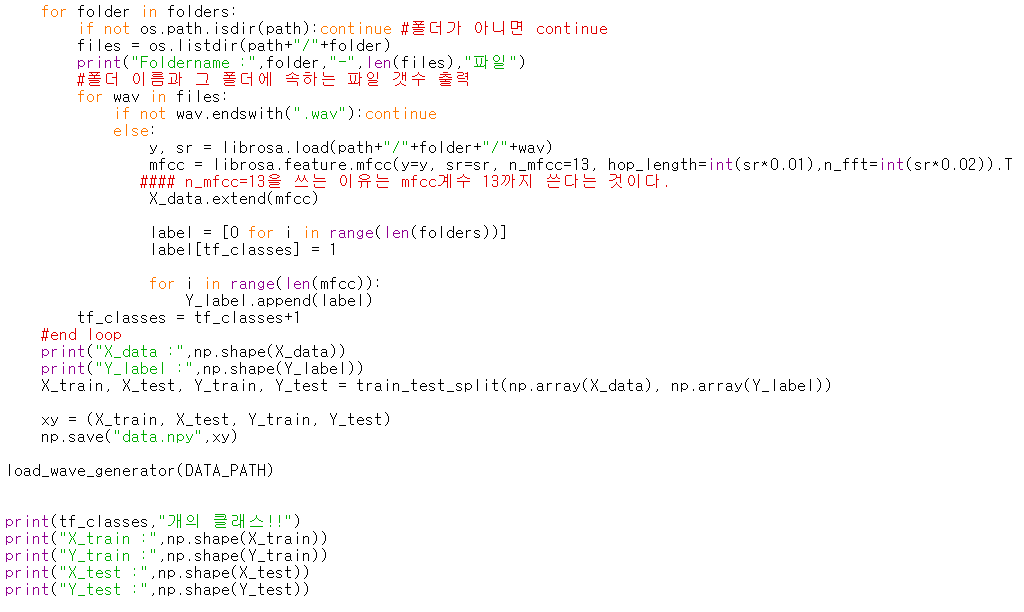 for folder in folders:
if not os.path.isdir(path):continue #폴더가 아니면 continue
files = os.listdir(path+"/"+folder)
print("Foldername :",folder,"-",len(files),"파일")
#폴더 이름과 그 폴더에 속하는 파일 갯수 출력
for wav in files:
if not wav.endswith(".wav"):continue
else:
y, sr = librosa.load(path+"/"+folder+"/"+wav)
mfcc = librosa.feature.mfcc(y=y, sr=sr, n_mfcc=13, hop_length=int(sr*0.01),n_fft=int(sr*0.02)).T
#### n_mfcc=13을 쓰는 이유는 mfcc계수 13까지 쓴다는 것이다.
X_data.extend(mfcc)
label = [0 for i in range(len(folders))]
label[tf_classes] = 1
for i in range(len(mfcc)):
Y_label.append(label)
tf_classes = tf_classes+1
#end loop
print("X_data :",np.shape(X_data))
print("Y_label :",np.shape(Y_label))
X_train, X_test, Y_train, Y_test = train_test_split(np.array(X_data), np.array(Y_label))
xy = (X_train, X_test, Y_train, Y_test)
np.save("data.npy",xy)
load_wave_generator(DATA_PATH)
print(tf_classes,"개의 클래스!!")
print("X_train :",np.shape(X_train))
print("Y_train :",np.shape(Y_train))
print("X_test :",np.shape(X_test))
print("Y_test :",np.shape(Y_test))